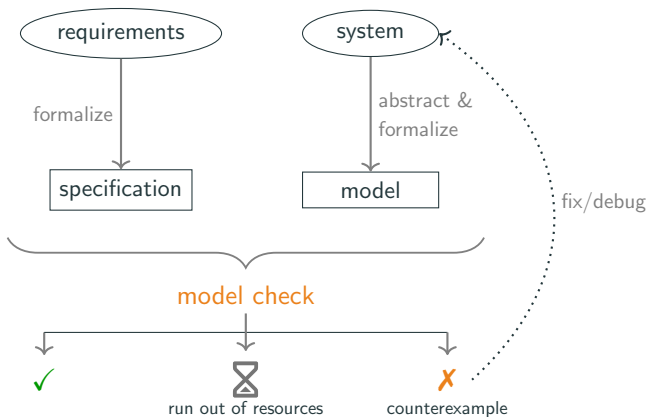 requirements
system
formalize
abstract &
formalize
specification
model
fix/debug
model check
✓
✗
run out of resources
counterexample